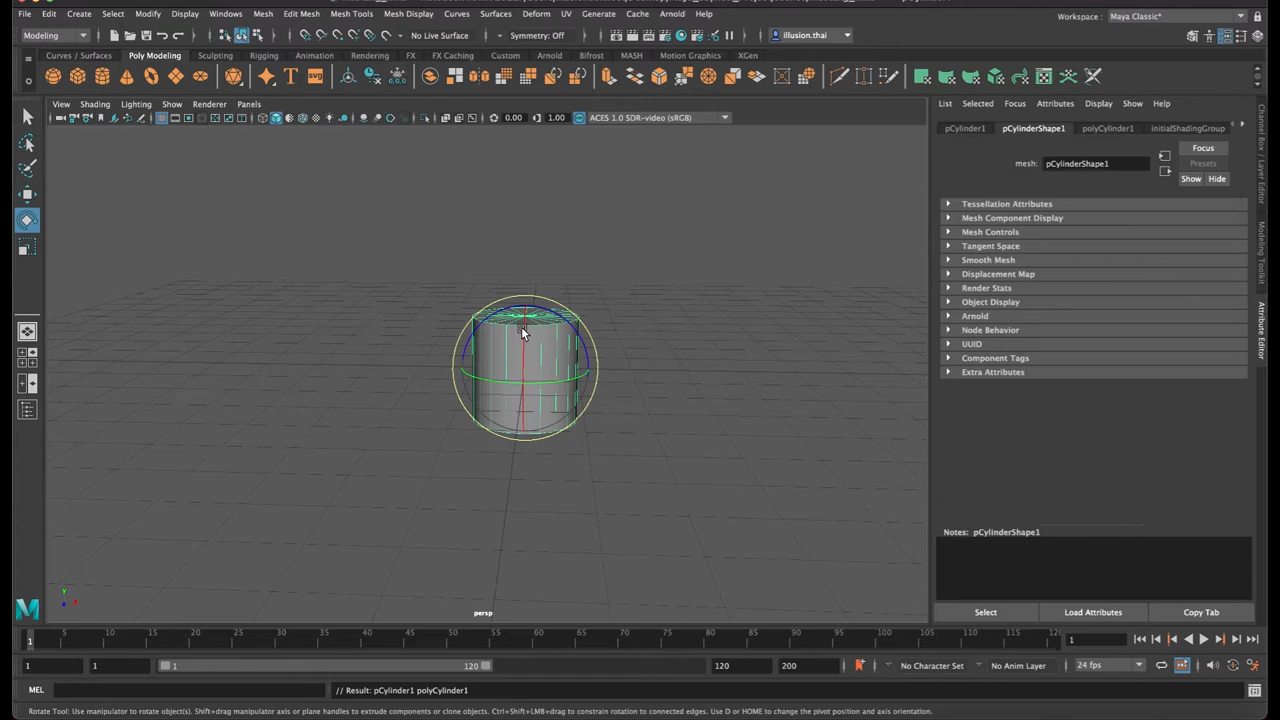 File Edit Create Select Modify Display Windows Mesh Edit Mesh Mesh Tools Mesh Display Curves Surfaces Deform UV Generate Cache Arnold Help
Workspace : Maya Classic*
Modeling No Live Surface Symmetry: Off illusion.thai
Curves / Surfaces Poly Modeling Sculpting Rigging Animation Rendering FX FX Caching Custom Arnold Bifrost MASH Motion Graphics XGen
View Shading Lighting Show Renderer Panels
0.00 1.00 ACES 1.0 SDR-video (sRGB)
persp
List Selected Focus Attributes Display Show Help
pCylinder1 pCylinderShape1 polyCylinder1 initialShadingGroup
Focus
mesh: pCylinderShape1
Presets
Show Hide
Tessellation Attributes
Mesh Component Display
Mesh Controls
Tangent Space
Smooth Mesh
Displacement Map
Render Stats
Object Display
Arnold
Node Behavior
UUID
Component Tags
Extra Attributes
Notes: pCylinderShape1
Select Load Attributes Copy Tab
Channel Box / Layer Editor
Modeling Toolkit
Attribute Editor
1 5 10 15 20 25 30 35 40 45 50 55 60 65 70 75 80 85 90 95 100 105 110 115 120 1
1 1 1 120 120 200 No Character Set No Anim Layer 24 fps
MEL // Result: pCylinder1 polyCylinder1
Rotate Tool: Use manipulator to rotate object(s). Shift+drag manipulator axis or plane handles to extrude components or clone objects. Ctrl+Shift+LMB+drag to constrain rotation to connected edges. Use D or HOME to change the pivot position and axis orientation.